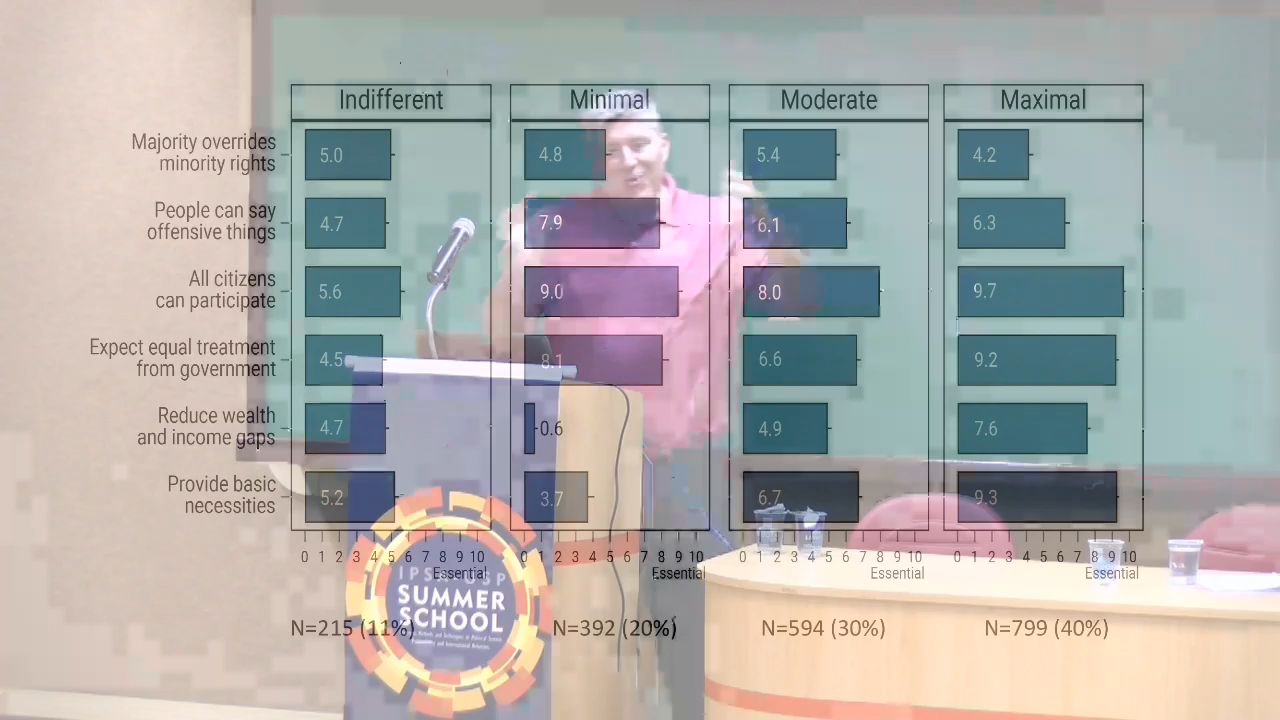 Indifferent Minimal Moderate Maximal
Majority overrides
minority rights
5.0 4.8 5.4 4.2
People can say
offensive things
4.7 7.9 6.1 6.3
All citizens
can participate
5.6 9.0 8.0 9.7
Expect equal treatment
from government
4.5 8.1 6.6 9.2
Reduce wealth
and income gaps
4.7 0.6 4.9 7.6
Provide basic
necessities
5.2 3.7 6.7 9.3
0 1 2 3 4 5 6 7 8 9 10 0 1 2 3 4 5 6 7 8 9 10 0 1 2 3 4 5 6 7 8 9 10 0 1 2 3 4 5 6 7 8 9 10
Essential Essential Essential Essential
N=215 (11%) N=392 (20%) N=594 (30%) N=799 (40%)
IPSA-USP
SUMMER
SCHOOL